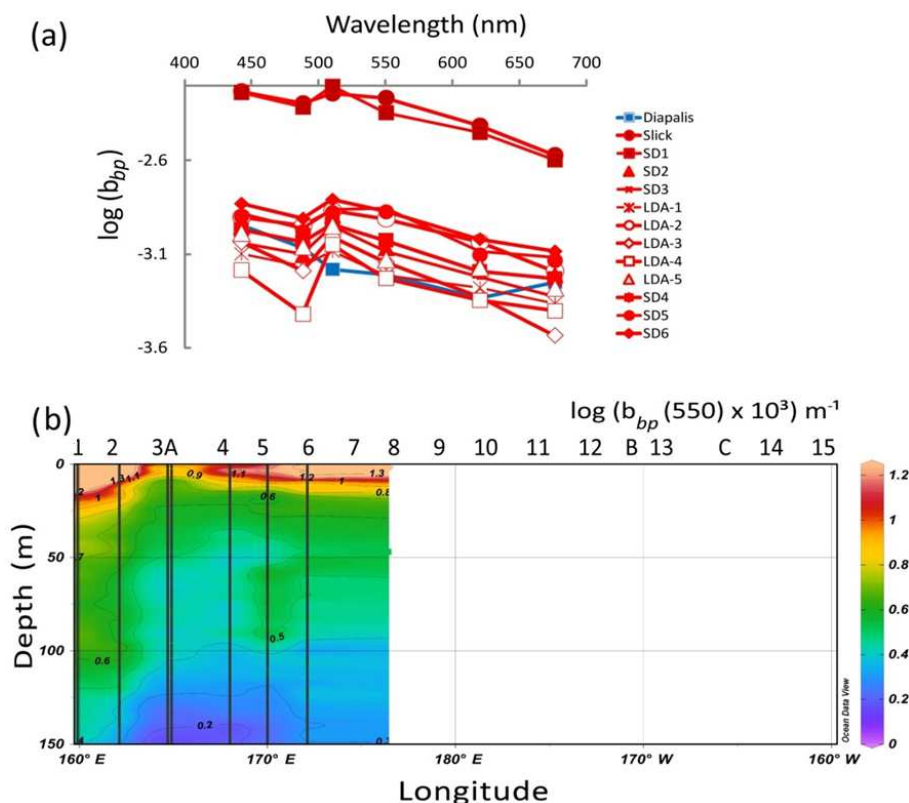 (a)
Wavelength (nm)
400 450 500 550 600 650 700
-2.6
-3.1
-3.6
log (bbp)
Diapalis
Slick
SD1
SD2
SD3
LDA-1
LDA-2
LDA-3
LDA-4
LDA-5
SD4
SD5
SD6
(b)
log (bbp (550) x 10³) m⁻¹
1 2 3A 4 5 6 7 8 9 10 11 12 B 13 C 14 15
0
50
100
150
Depth (m)
1.3 1.1 0.9 1.1 1.2 1.3
1 1 0.8
0.6
0.5
0.6
0.2
1.2
1
0.8
0.6
0.4
0.2
0
Ocean Data View
160° E 170° E 180° E 170° W 160° W
Longitude